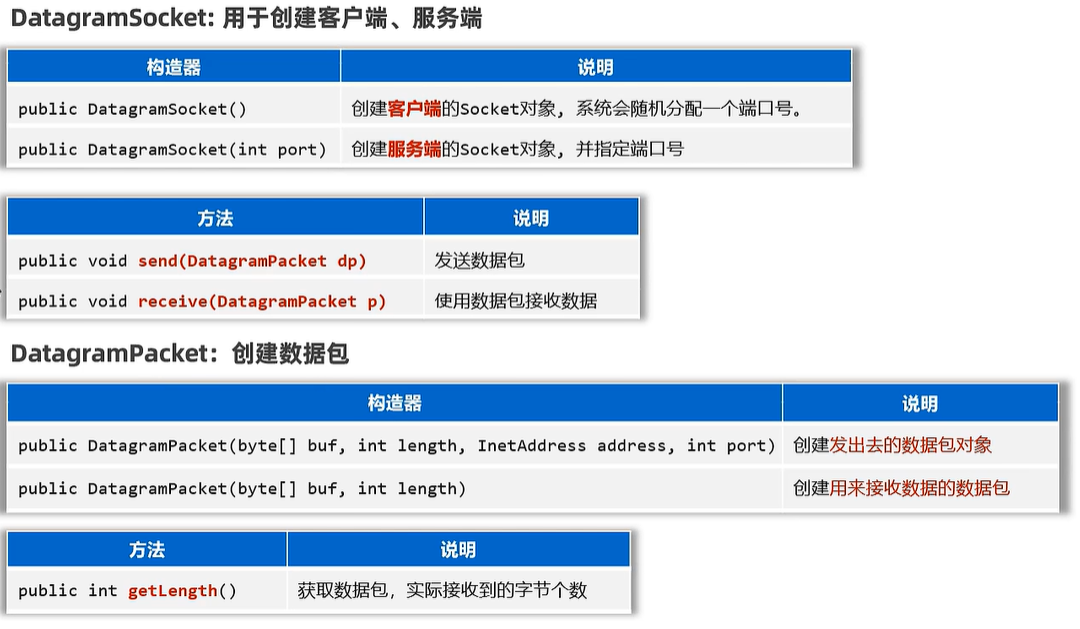 DatagramSocket: 用于创建客户端、服务端
构造器 说明
public DatagramSocket() 创建客户端的Socket对象，系统会随机分配一个端口号。
public DatagramSocket(int port) 创建服务端的Socket对象，并指定端口号
方法 说明
public void send(DatagramPacket dp) 发送数据包
public void receive(DatagramPacket p) 使用数据包接收数据
DatagramPacket：创建数据包
构造器 说明
public DatagramPacket(byte[] buf, int length, InetAddress address, int port) 创建发出去的数据包对象
public DatagramPacket(byte[] buf, int length) 创建用来接收数据的数据包
方法 说明
public int getLength() 获取数据包，实际接收到的字节个数